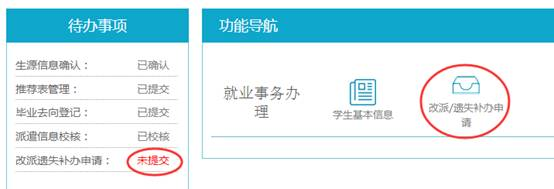 待办事项
生源信息确认： 已确认
推荐表管理： 已提交
毕业去向登记： 已提交
派遣信息校核： 已校核
改派遗失补办申请： 未提交
功能导航
就业事务办
理
学生基本信息
改派/遗失补办申
请